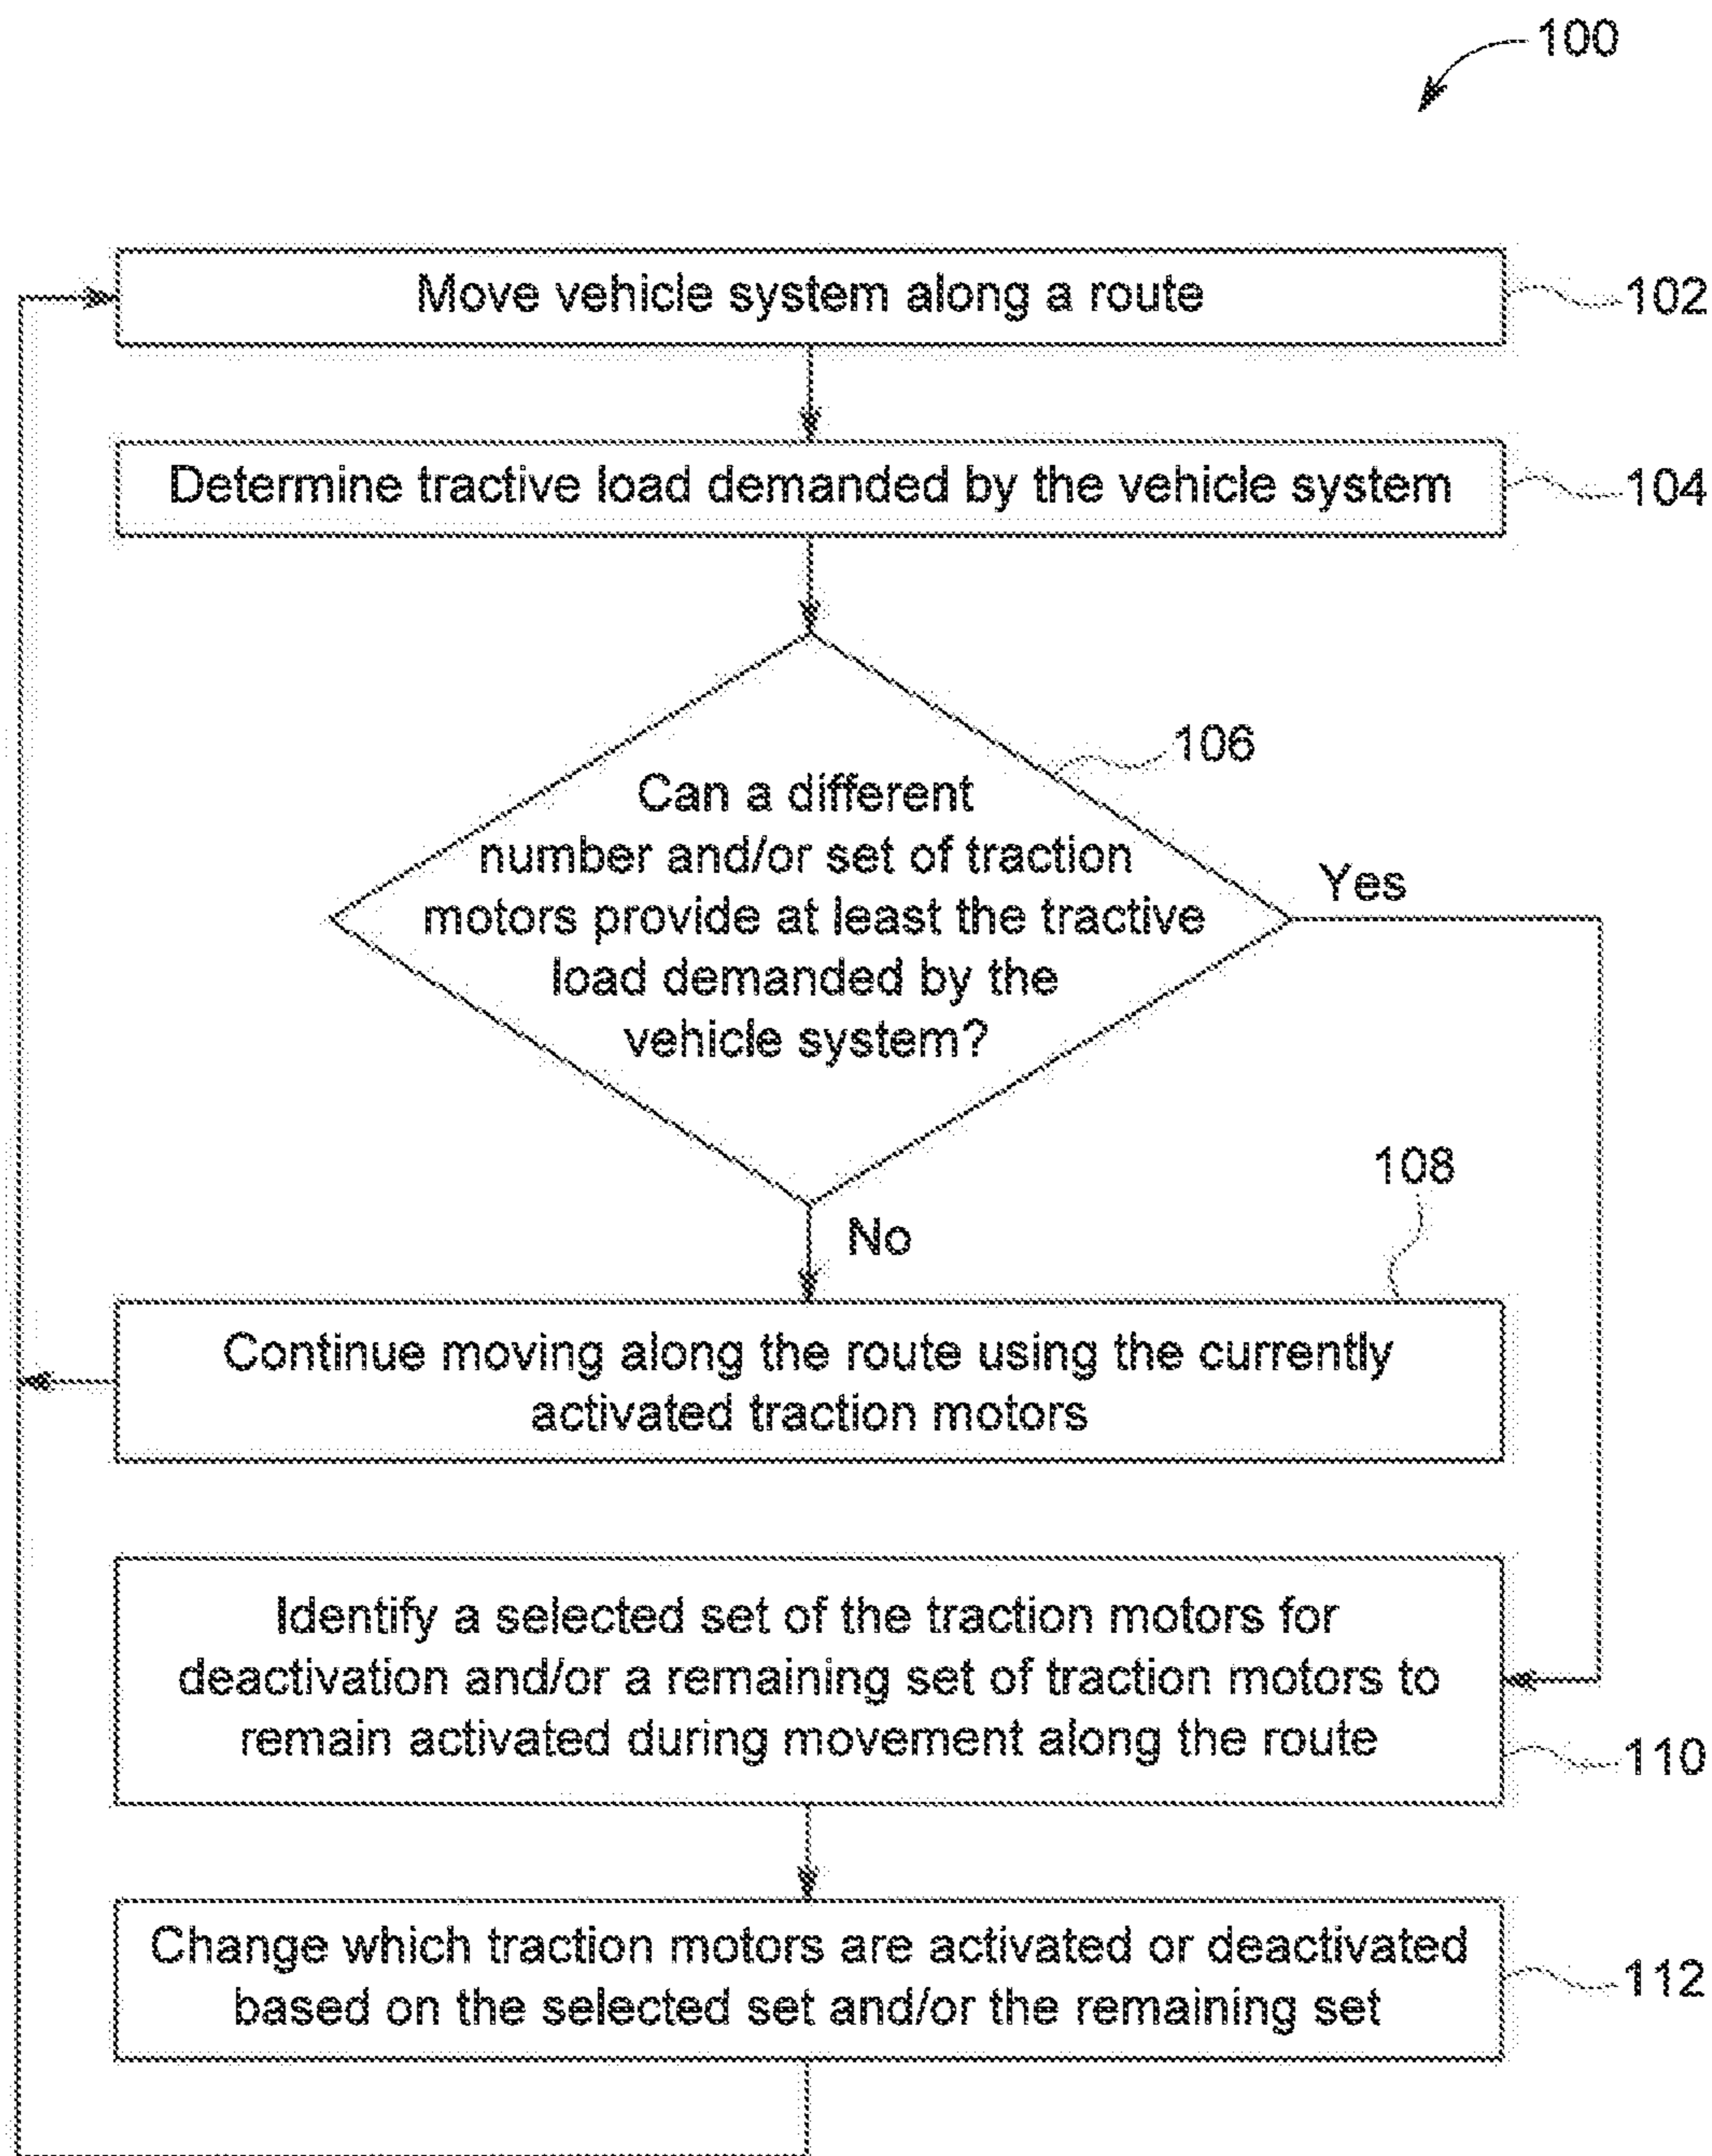 100
Move vehicle system along a route
102
Determine tractive load demanded by the vehicle system
104
106
Can a different
number and/or set of traction
motors provide at least the tractive
load demanded by the
vehicle system?
Yes
No
108
Continue moving along the route using the currently
activated traction motors
Identify a selected set of the traction motors for
deactivation and/or a remaining set of traction motors to
remain activated during movement along the route
110
Change which traction motors are activated or deactivated
based on the selected set and/or the remaining set
112